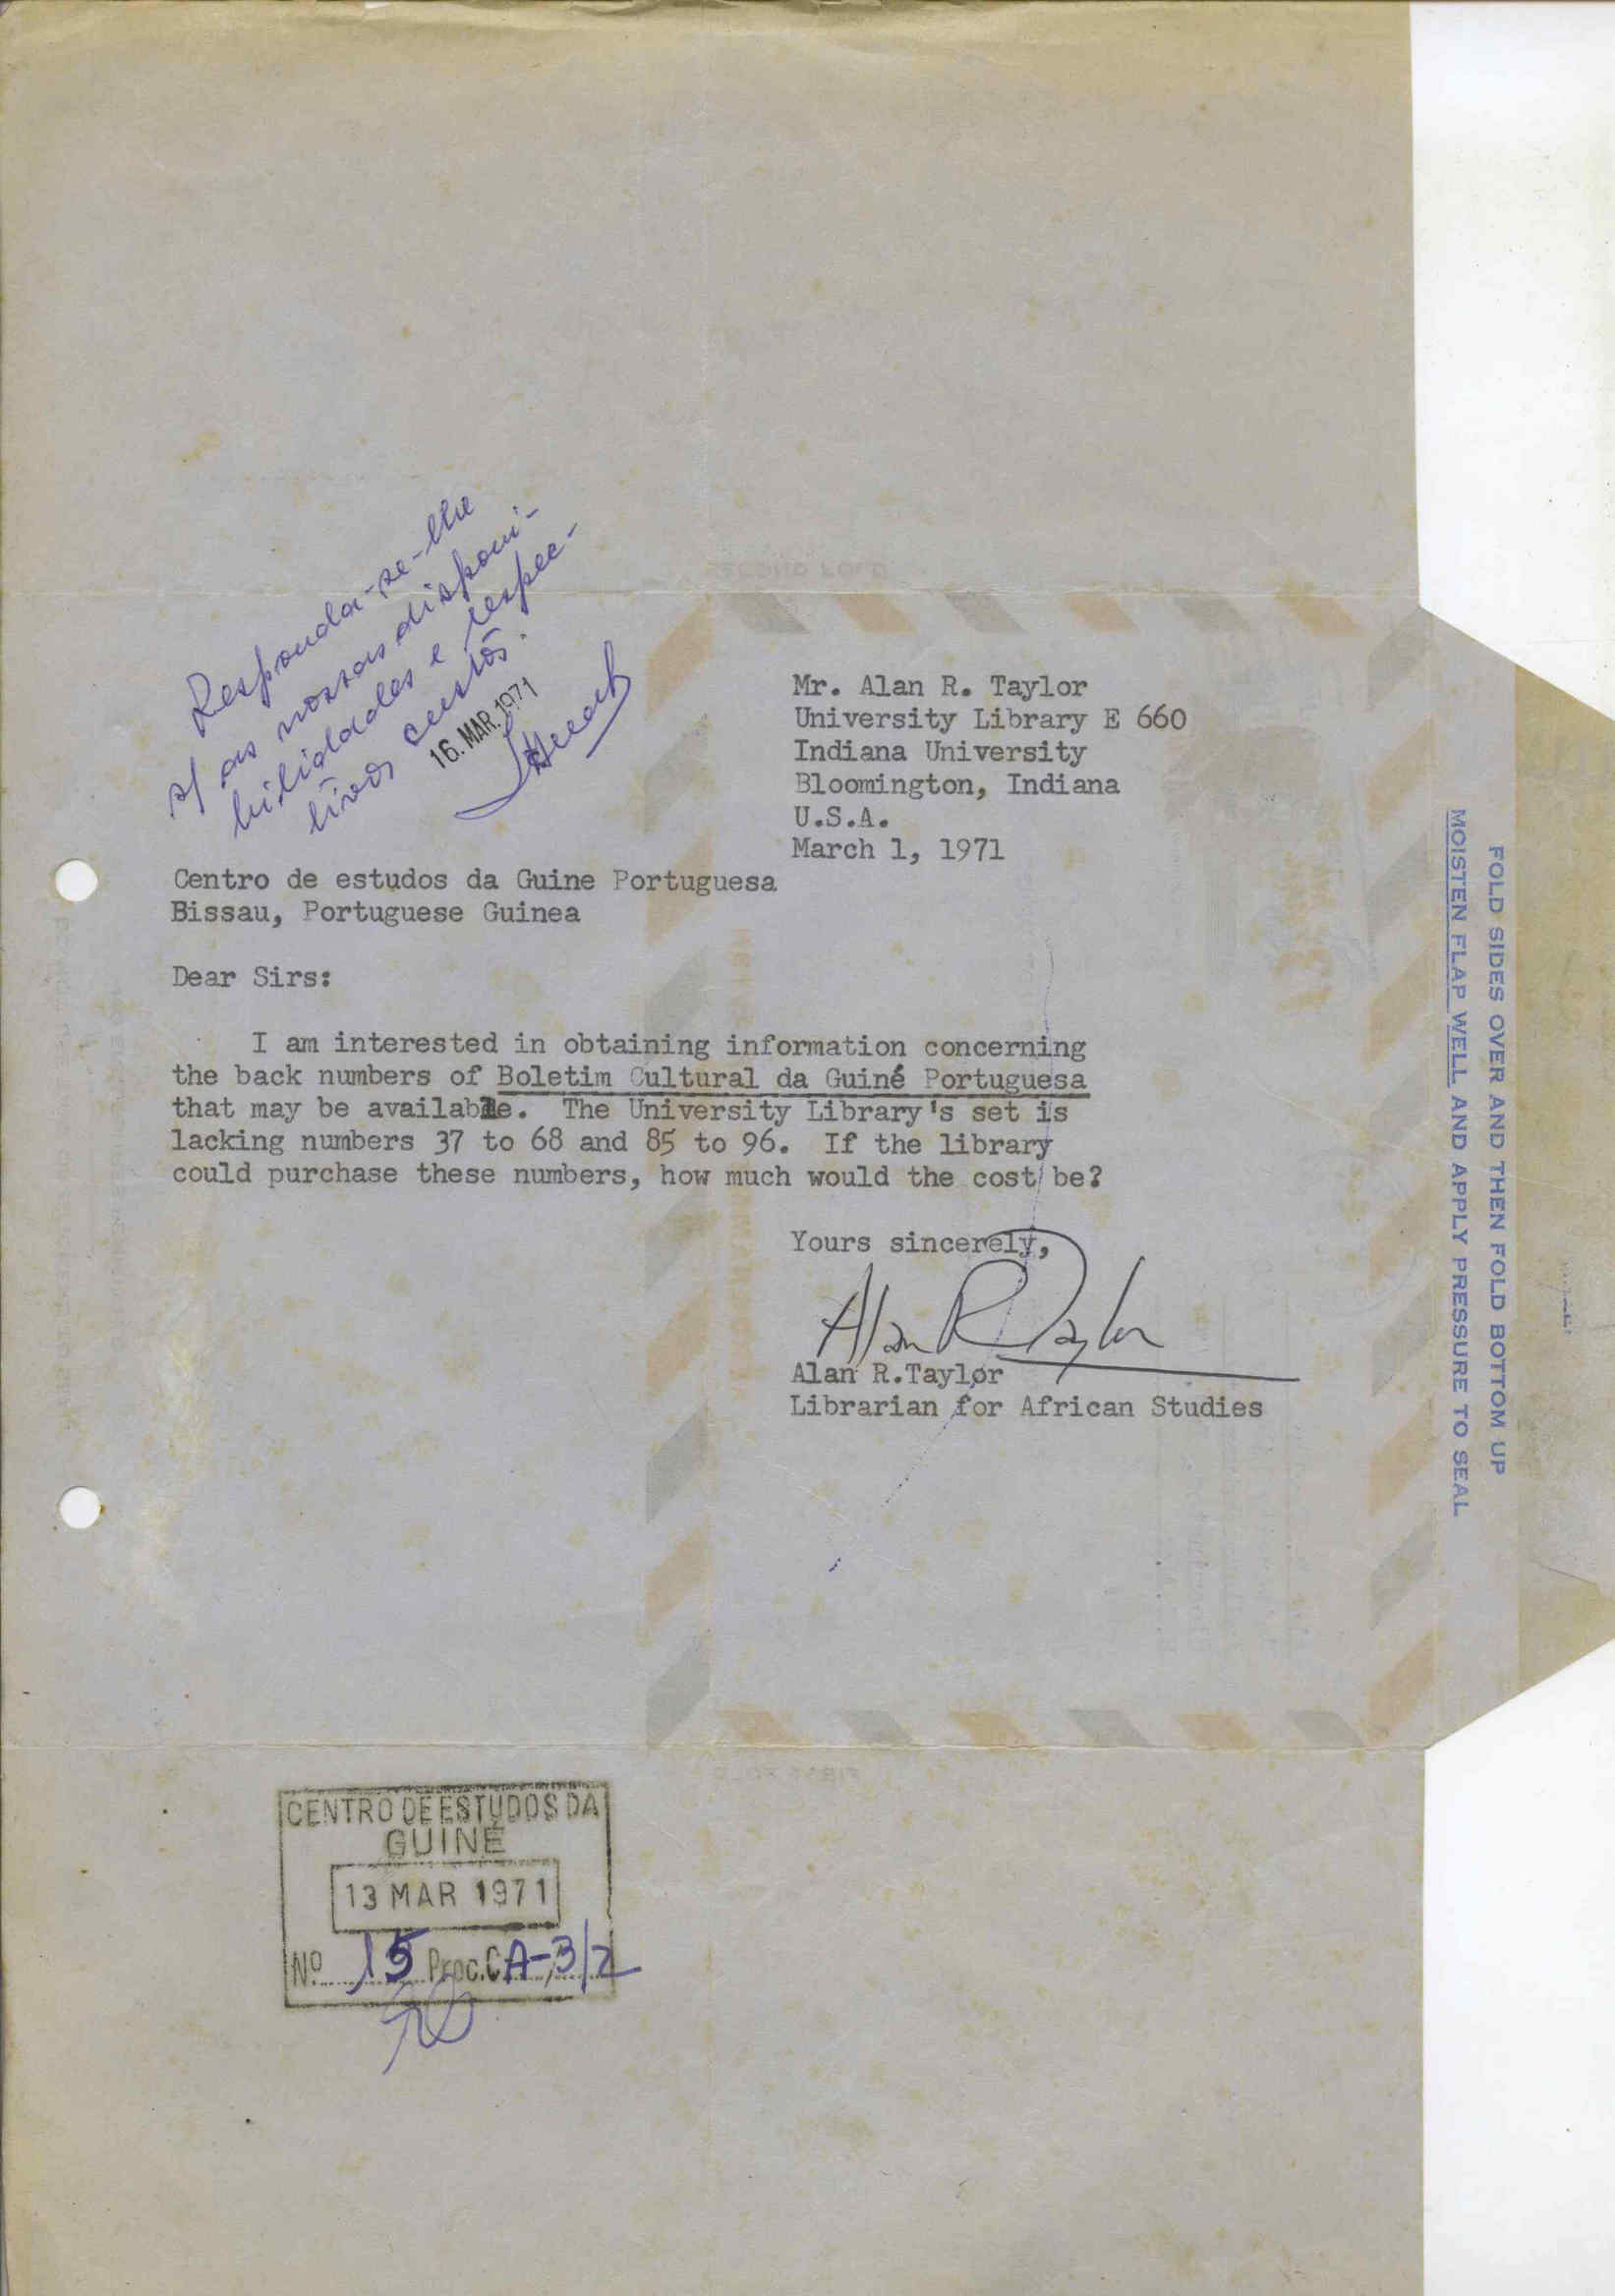 Responda-se-lhe
s/ as nossas disponi-
bilidades e respec-
tivos custos.
16. MAR. 1971
Mr. Alan R. Taylor
University Library E 660
Indiana University
Bloomington, Indiana
U.S.A.
March 1, 1971
Centro de estudos da Guine Portuguesa
Bissau, Portuguese Guinea
Dear Sirs:
I am interested in obtaining information concerning
the back numbers of Boletim Cultural da Guiné Portuguesa
that may be available. The University Library's set is
lacking numbers 37 to 68 and 85 to 96. If the library
could purchase these numbers, how much would the cost be?
Yours sincerely,
Alan R Taylor
Alan R.Taylor
Librarian for African Studies
FOLD SIDES OVER AND THEN FOLD BOTTOM UP
MOISTEN FLAP WELL AND APPLY PRESSURE TO SEAL
SECOND FOLD
CENTRO DE ESTUDOS DA
GUINÉ
13 MAR 1971
Nº 15 Proc. CA-3/2